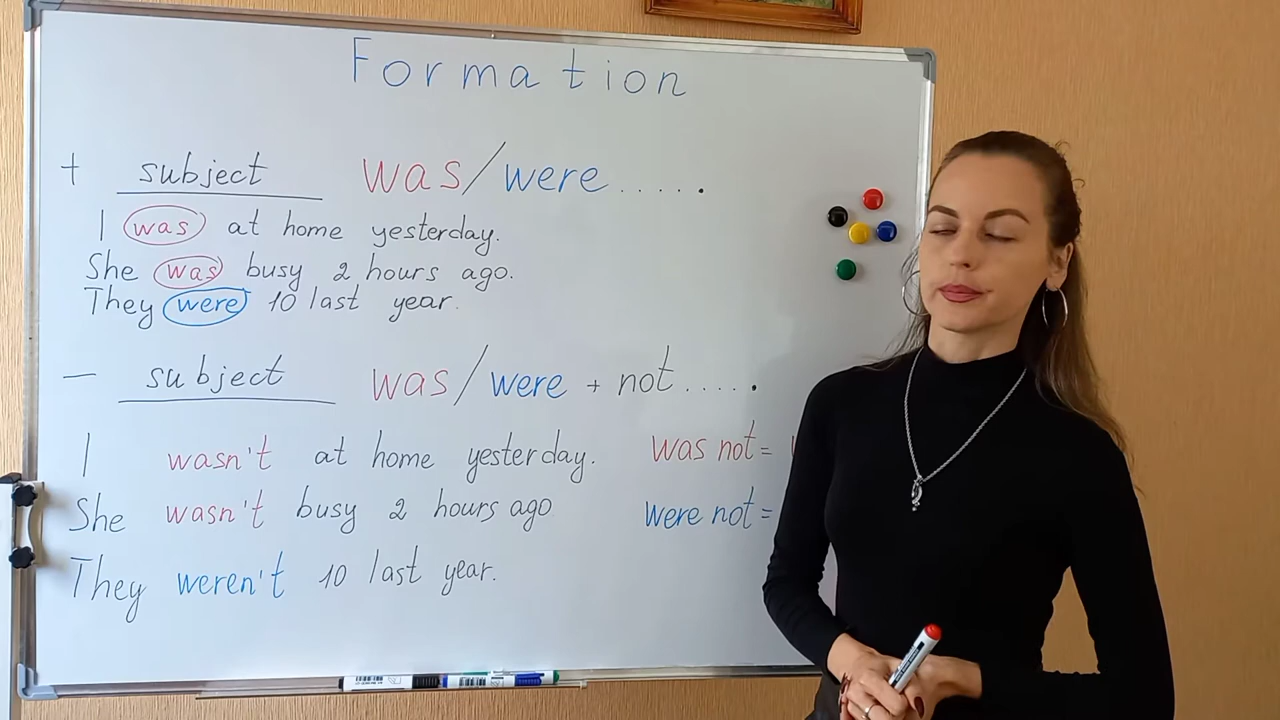 Formation
+ subject was/were.....
I was at home yesterday.
She was busy 2 hours ago.
They were 10 last year.
– subject was/were + not.....
I wasn't at home yesterday. was not =
She wasn't busy 2 hours ago were not =
They weren't 10 last year.